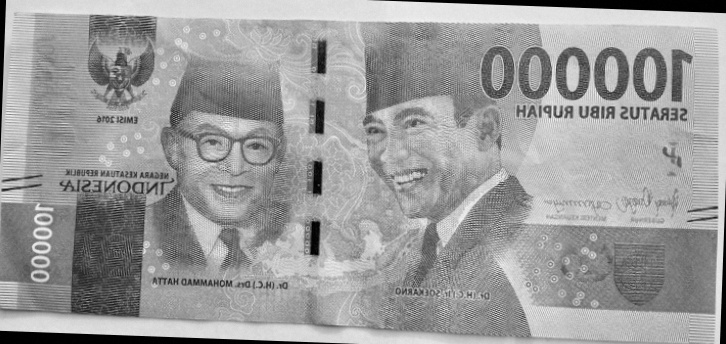 100000
SERATUS RIBU RUPIAH
EMISI 2016
NEGARA KESATUAN REPUBLIK
INDONESIA
100000
GUBERNUR
MENTERI KEUANGAN
Dr. (H.C.) Ir. SOEKARNO
Dr. (H.C.) Drs. MOHAMMAD HATTA